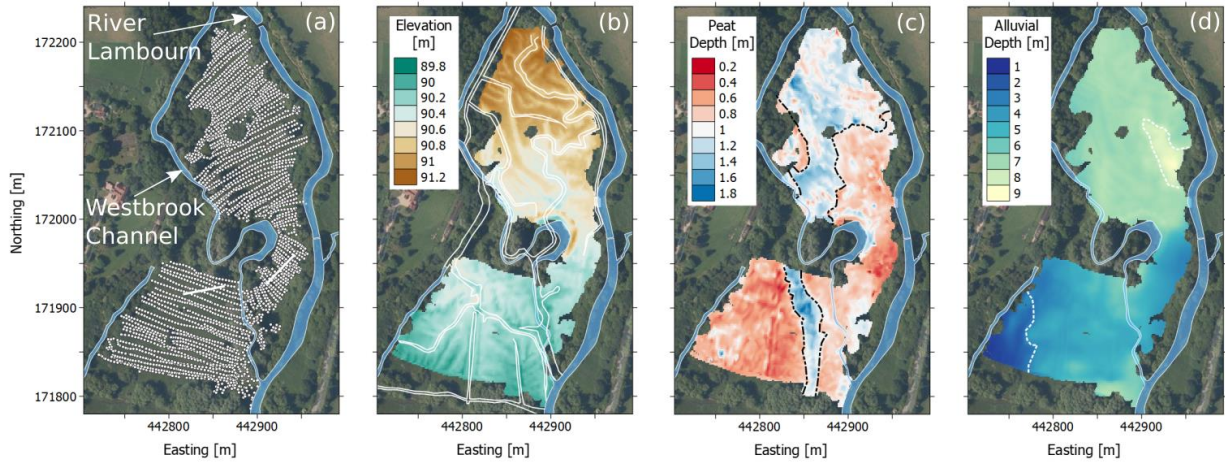 River
Lambourn
(a)
Westbrook
Channel
Northing [m]
172200
172100
172000
171900
171800
442800 442900
Easting [m]
Elevation
[m]
89.8
90
90.2
90.4
90.6
90.8
91
91.2
(b)
442800 442900
Easting [m]
Peat
Depth [m]
0.2
0.4
0.6
0.8
1
1.2
1.4
1.6
1.8
(c)
442800 442900
Easting [m]
Alluvial
Depth [m]
1
2
3
4
5
6
7
8
9
(d)
442800 442900
Easting [m]